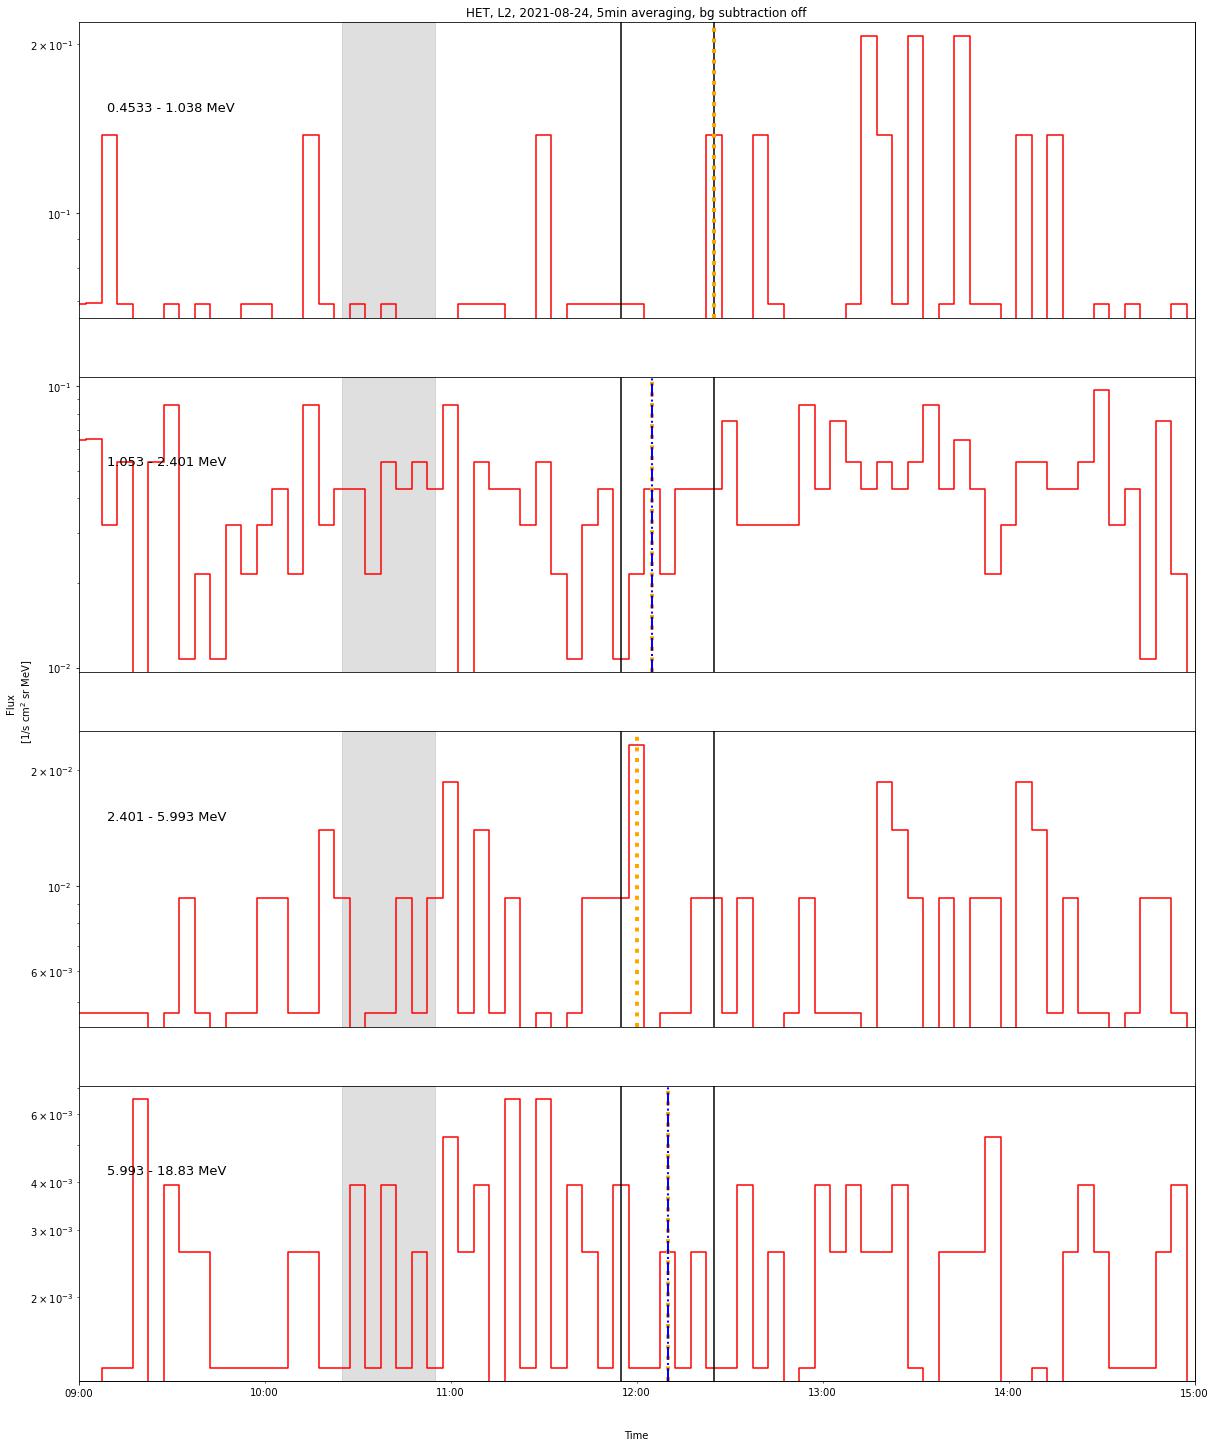 HET, L2, 2021-08-24, 5min averaging, bg subtraction off
2 × 10⁻¹
0.4533 - 1.038 MeV
10⁻¹
10⁻¹
1.053 - 2.401 MeV
10⁻²
Flux
[1/s cm² sr MeV]
2 × 10⁻²
2.401 - 5.993 MeV
10⁻²
6 × 10⁻³
6 × 10⁻³
5.993 - 18.83 MeV
4 × 10⁻³
3 × 10⁻³
2 × 10⁻³
09:00 10:00 11:00 12:00 13:00 14:00 15:00
Time